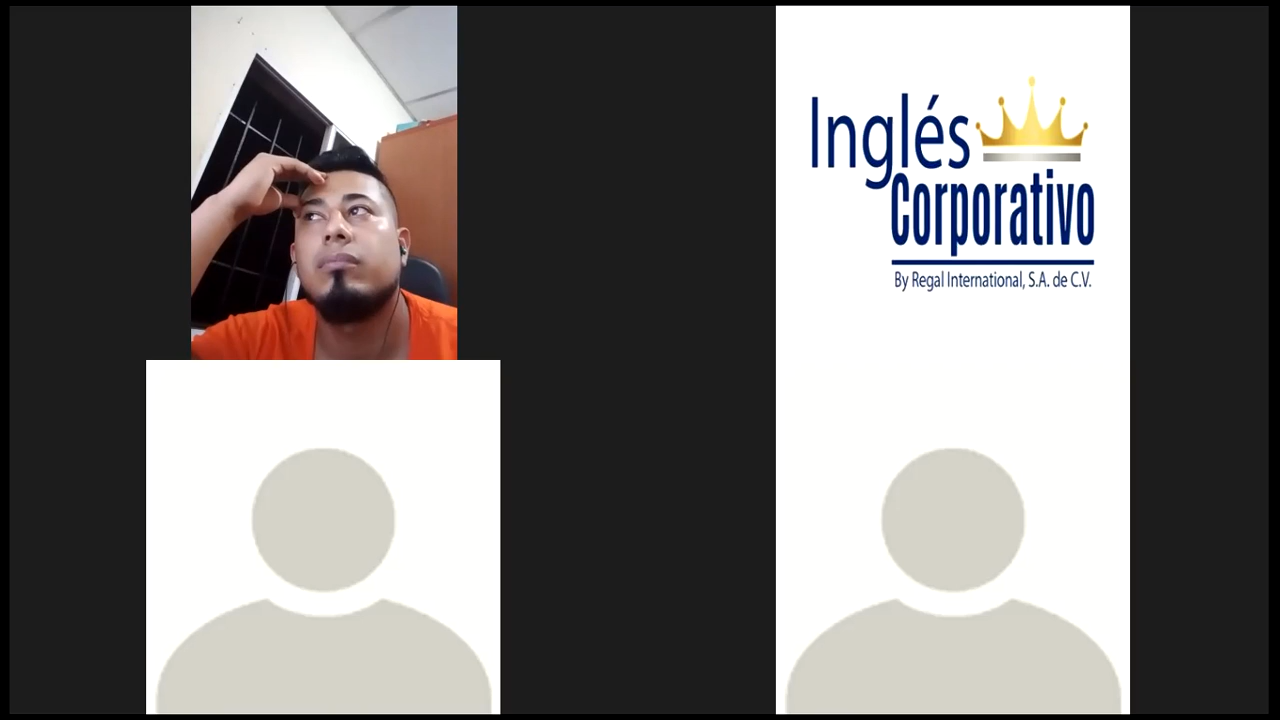 Inglés
Corporativo
By Regal International, S.A. de C.V.